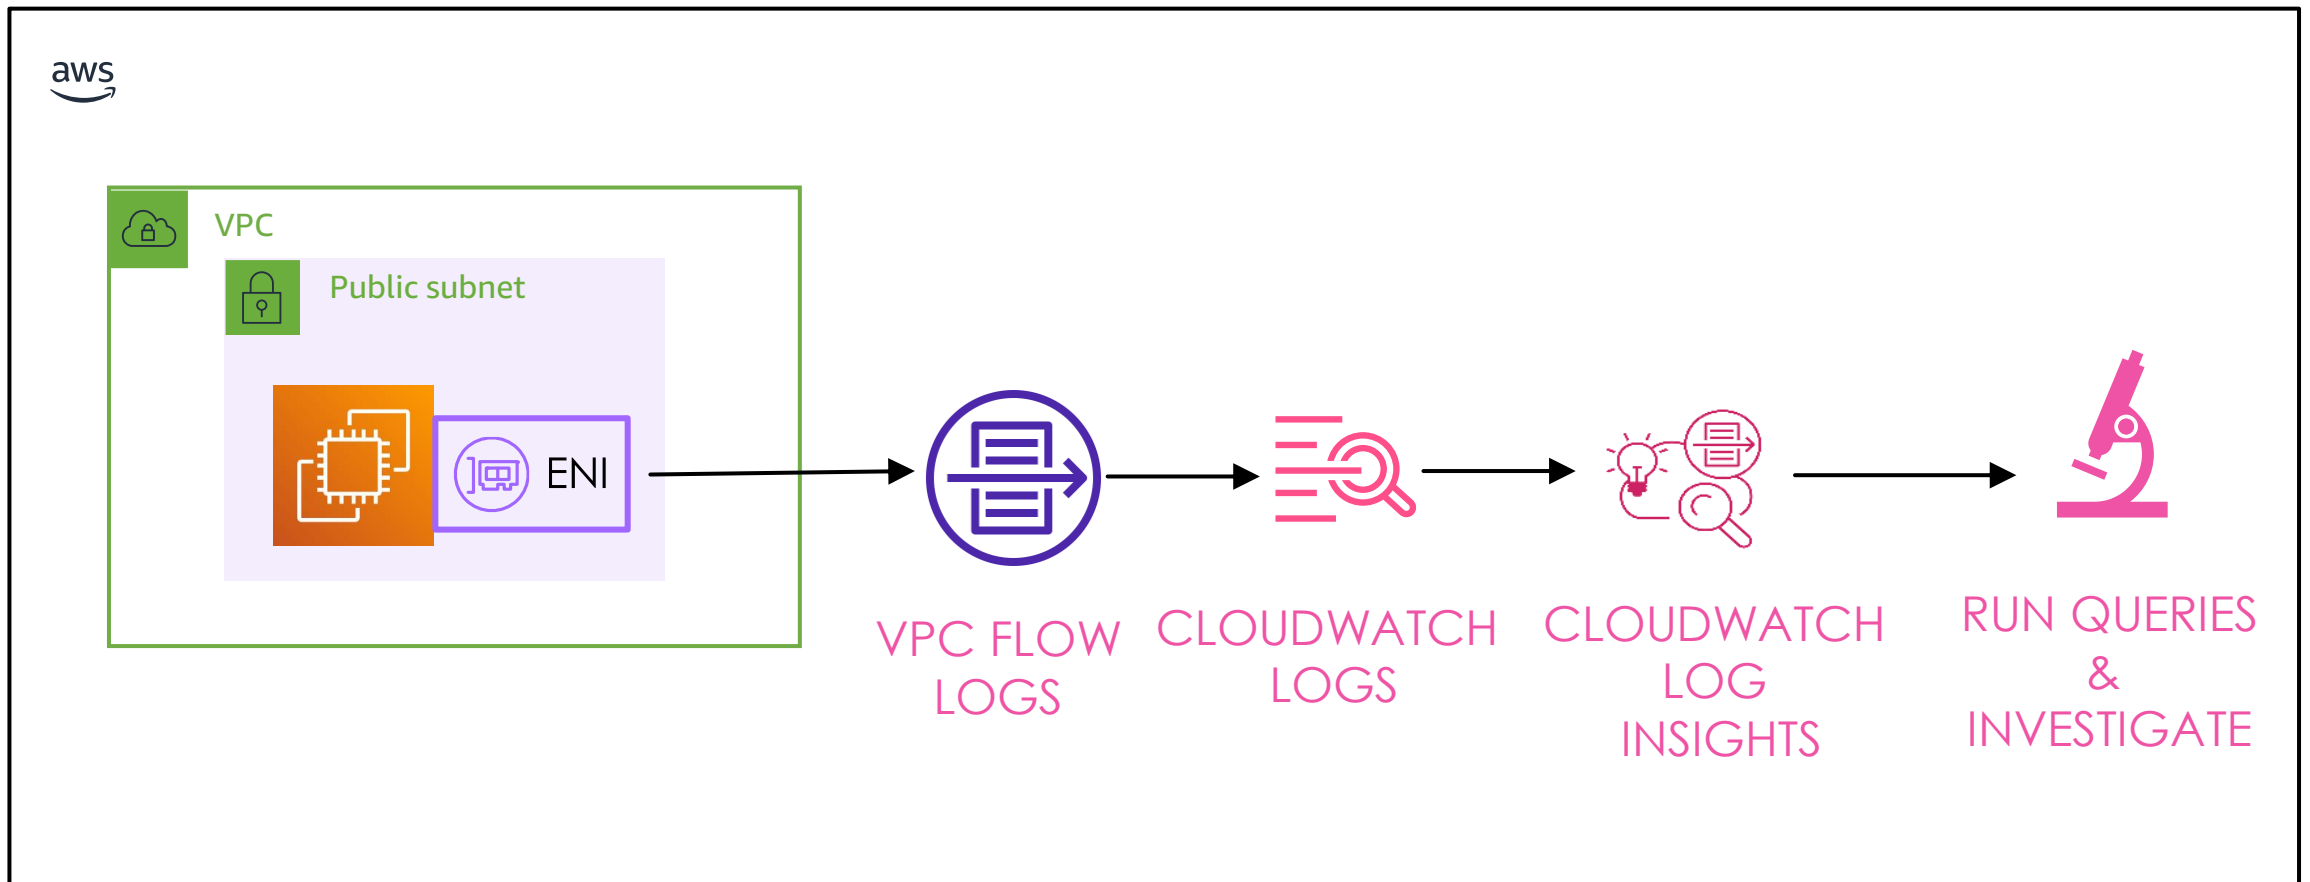 aws
VPC
Public subnet
ENI
VPC FLOW
LOGS
CLOUDWATCH
LOGS
CLOUDWATCH
LOG
INSIGHTS
RUN QUERIES
&
INVESTIGATE